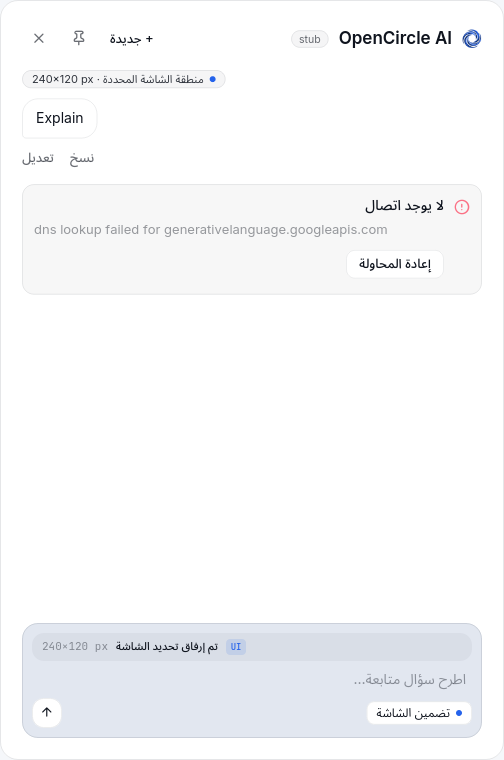 OpenCircle AI
stub
+ جديدة
منطقة الشاشة المحددة · 240×120 px
Explain
نسخ
تعديل
لا يوجد اتصال
dns lookup failed for generativelanguage.googleapis.com
إعادة المحاولة
UI تم إرفاق تحديد الشاشة 240×120 px
اطرح سؤال متابعة...
تضمين الشاشة